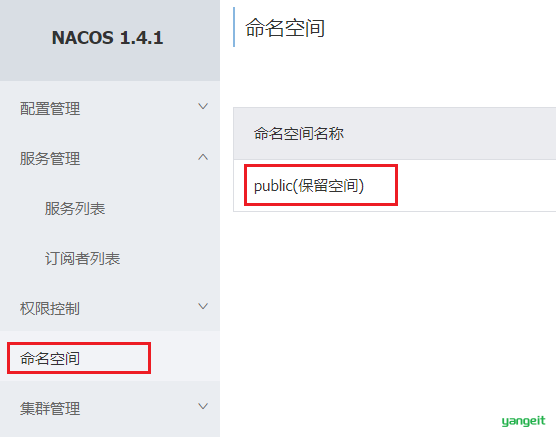 NACOS 1.4.1
配置管理
服务管理
服务列表
订阅者列表
权限控制
命名空间
集群管理
命名空间
命名空间名称
public(保留空间)
yangeit